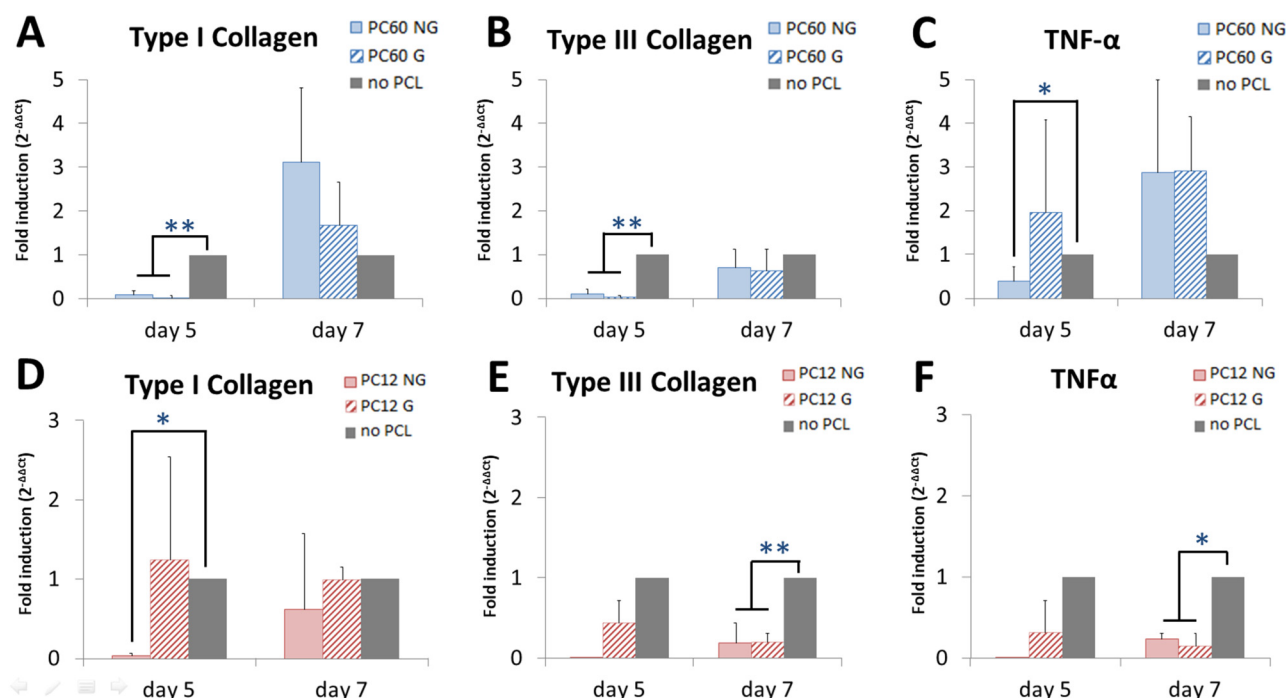 A
Type I Collagen
PC60 NG
PC60 G
no PCL
Fold induction (2-ΔΔCt)
5
4
3
2
1
0
**
day 5
day 7
B
Type III Collagen
PC60 NG
PC60 G
no PCL
Fold induction (2-ΔΔCt)
5
4
3
2
1
0
**
day 5
day 7
C
TNF-α
PC60 NG
PC60 G
no PCL
Fold induction (2-ΔΔCt)
5
4
3
2
1
0
*
day 5
day 7
D
Type I Collagen
PC12 NG
PC12 G
no PCL
Fold induction (2-ΔΔCt)
3
2
1
0
*
day 5
day 7
E
Type III Collagen
PC12 NG
PC12 G
no PCL
Fold induction (2-ΔΔCt)
3
2
1
0
**
day 5
day 7
F
TNFα
PC12 NG
PC12 G
no PCL
Fold induction (2-ΔΔCt)
3
2
1
0
*
day 5
day 7